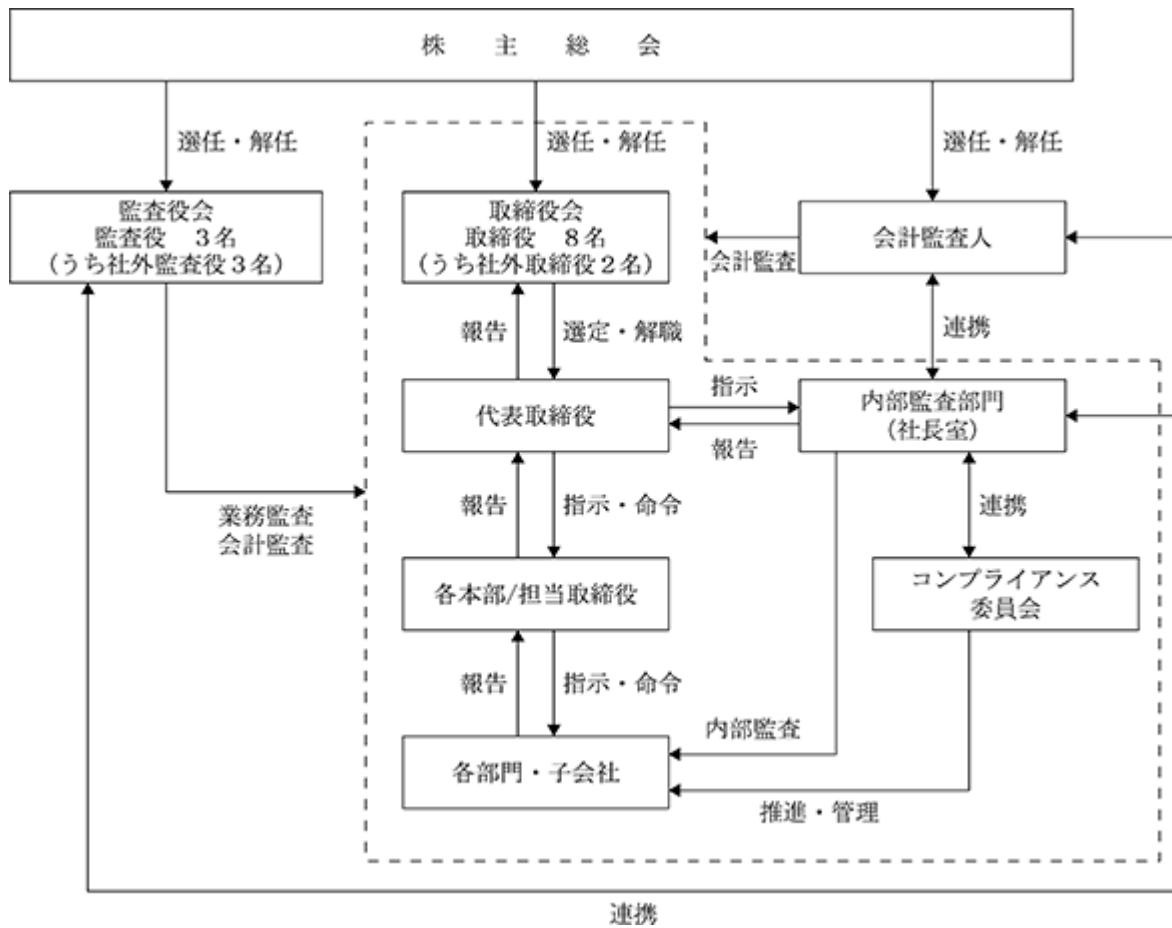 株主総会
選任・解任
選任・解任
選任・解任
監査役会
監査役　3名
（うち社外監査役３名）
取締役会
取締役　8名
（うち社外取締役２名）
会計監査人
会計監査
報告
選定・解職
連携
代表取締役
指示
報告
内部監査部門
（社長室）
業務監査
会計監査
報告
指示・命令
連携
各本部/担当取締役
コンプライアンス
委員会
報告
指示・命令
内部監査
各部門・子会社
推進・管理
連携